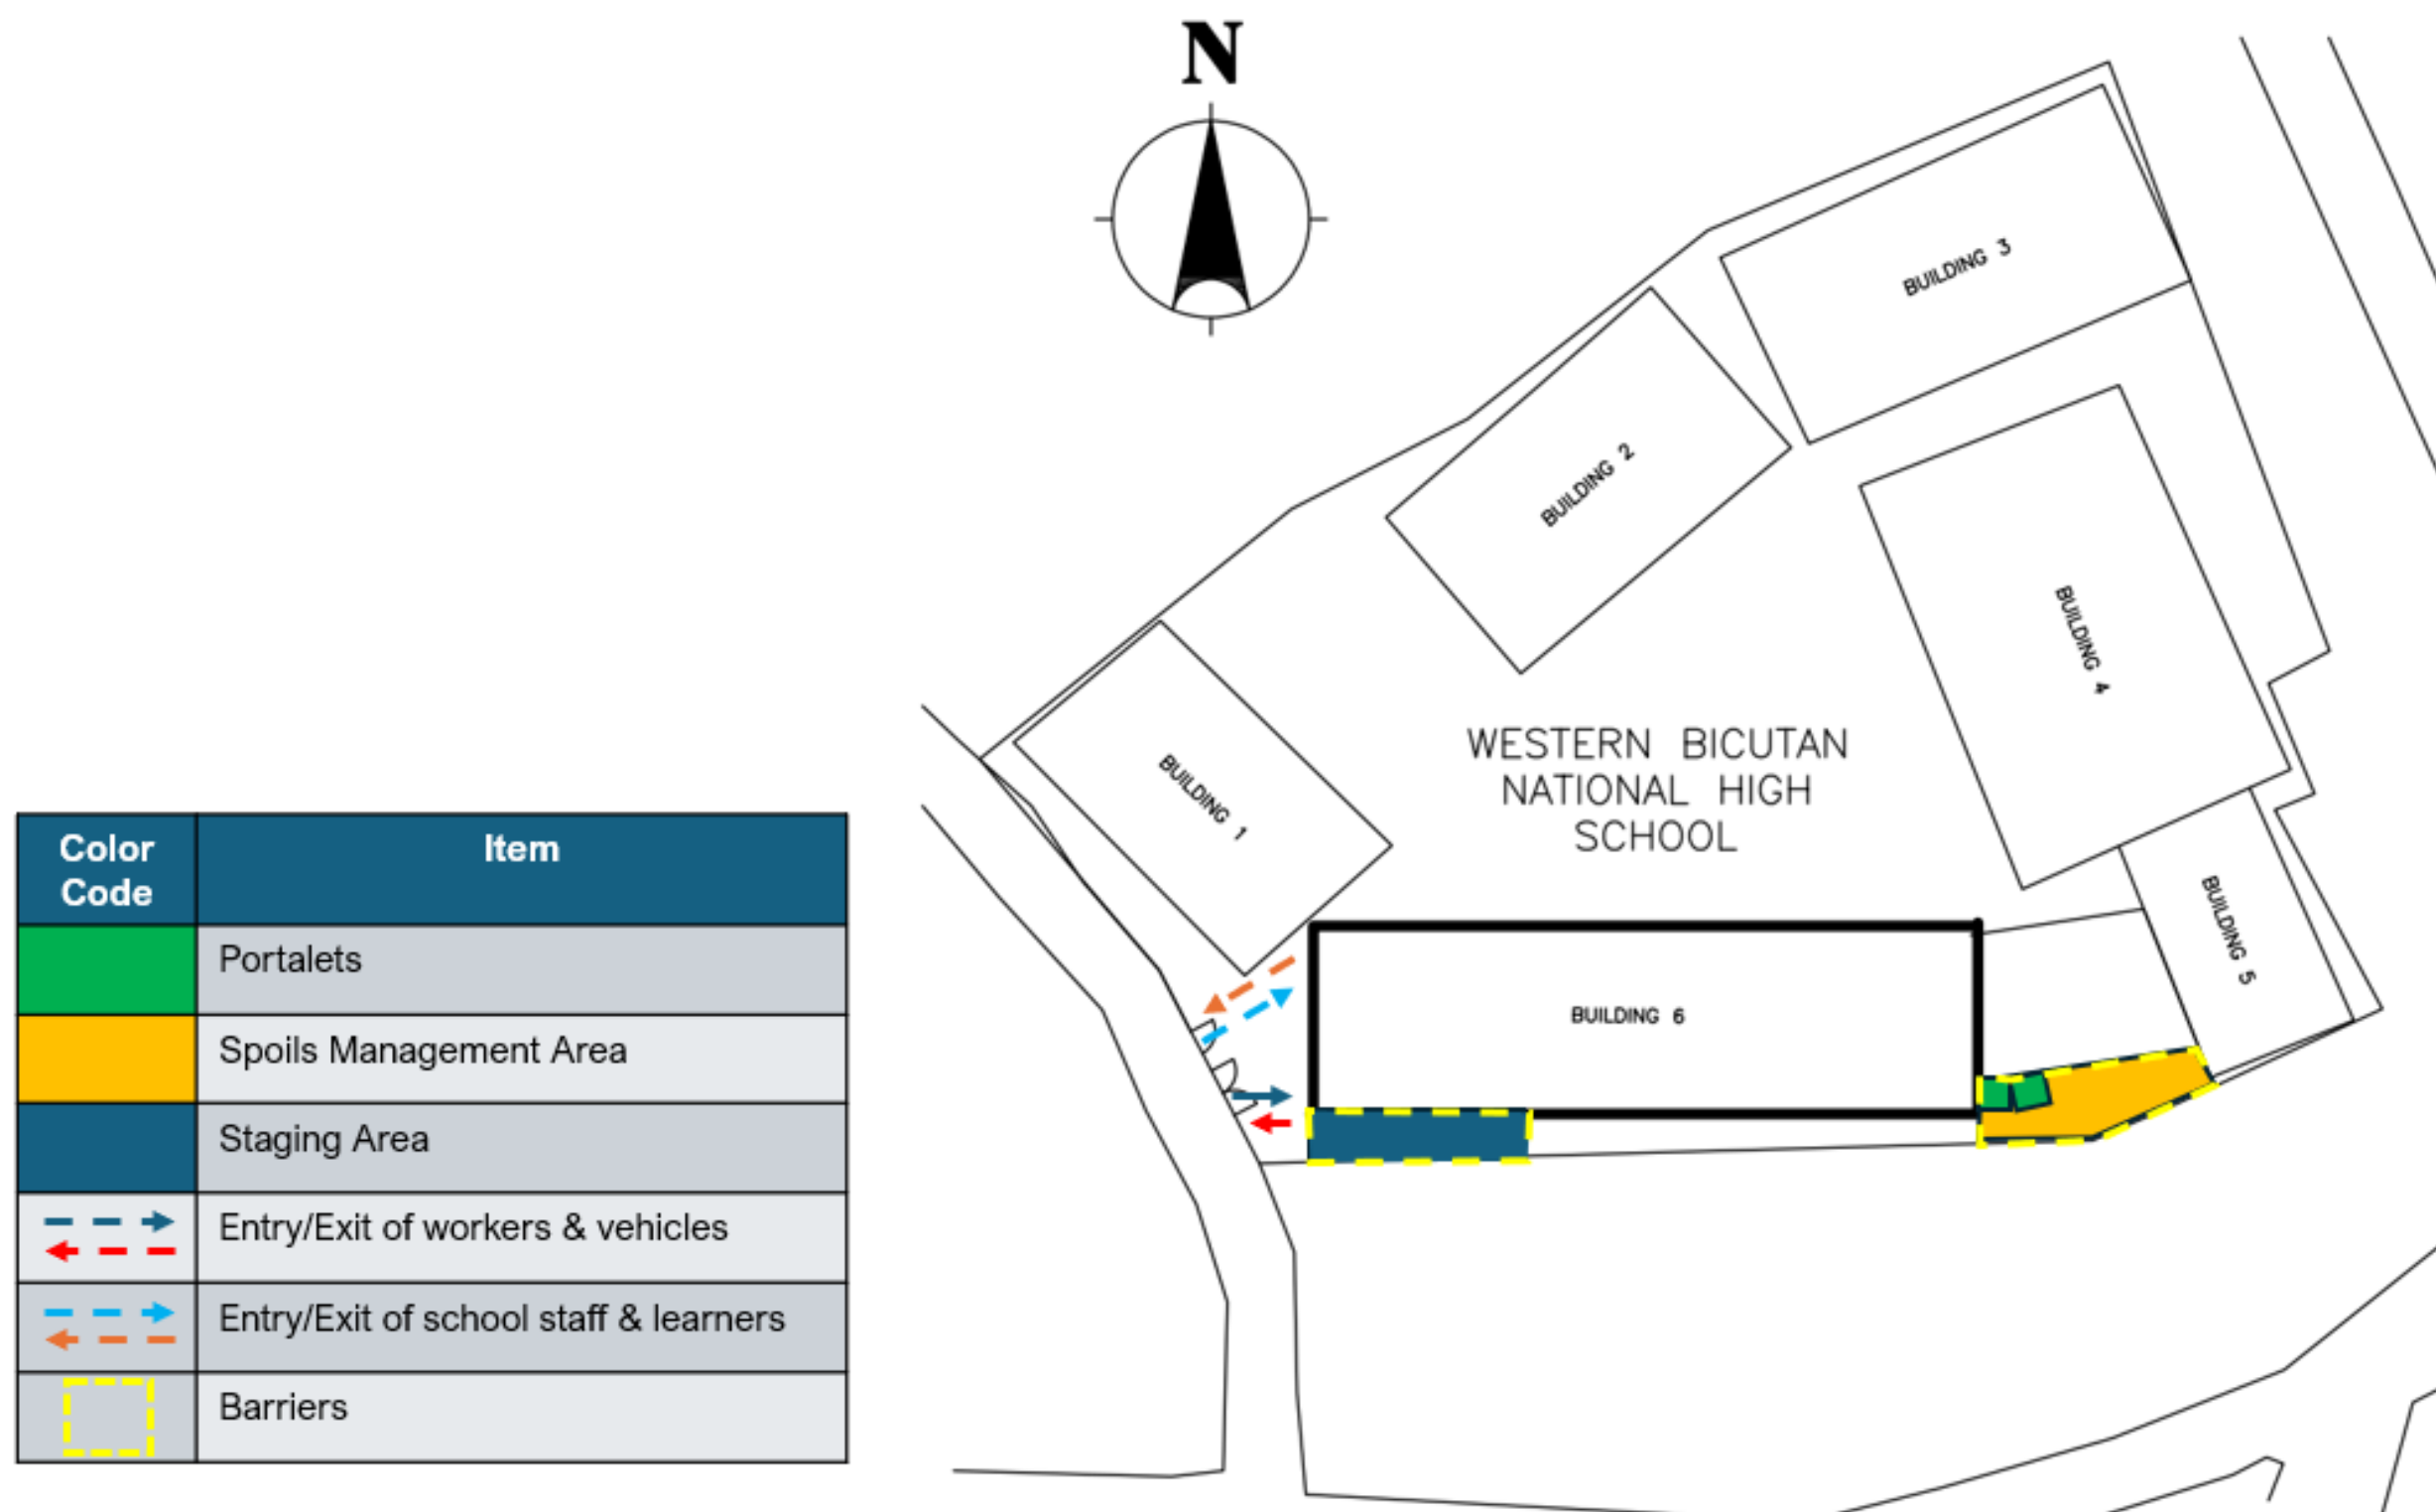 N
BUILDING 3
BUILDING 2
BUILDING 4
WESTERN BICUTAN
NATIONAL HIGH
SCHOOL
BUILDING 1
BUILDING 5
BUILDING 6
Color
Code
Item
Portalets
Spoils Management Area
Staging Area
Entry/Exit of workers & vehicles
Entry/Exit of school staff & learners
Barriers